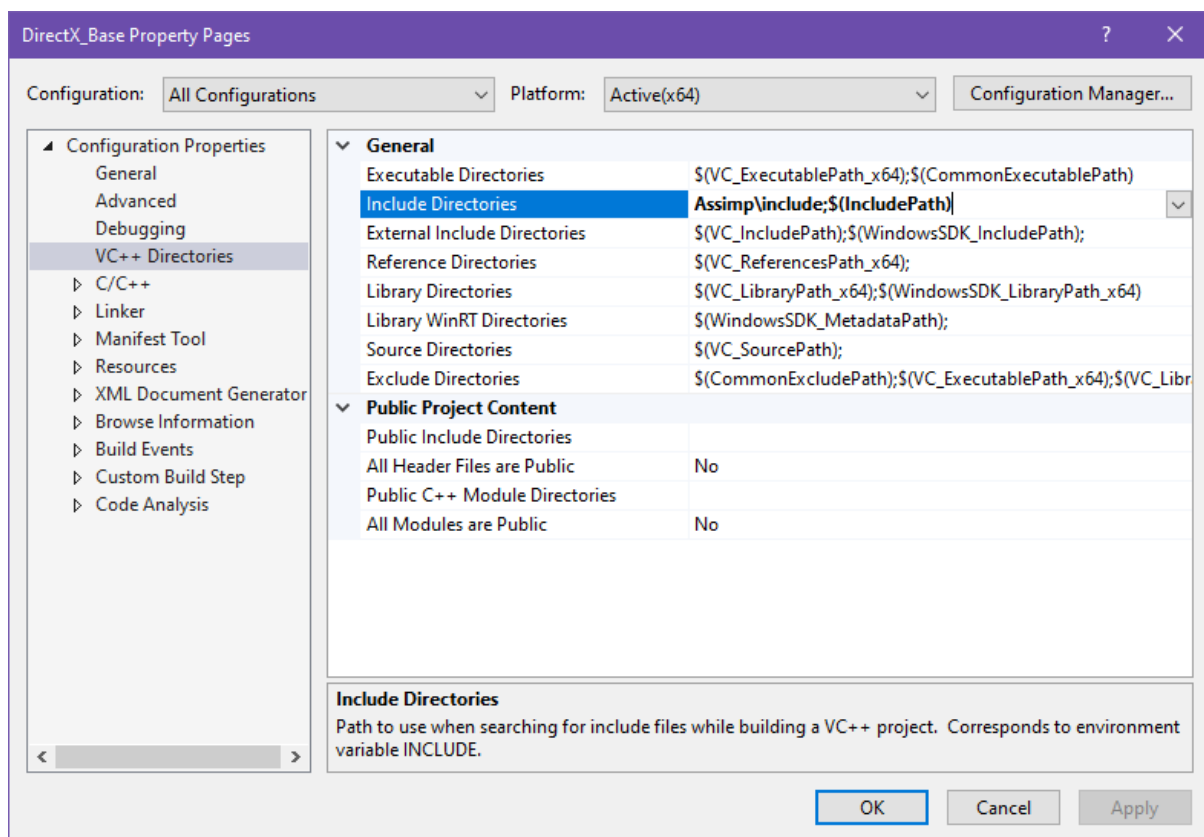 DirectX_Base Property Pages
?
Configuration: All Configurations Platform: Active(x64) Configuration Manager...
Configuration Properties
General
Advanced
Debugging
VC++ Directories
C/C++
Linker
Manifest Tool
Resources
XML Document Generator
Browse Information
Build Events
Custom Build Step
Code Analysis
General
Executable Directories $(VC_ExecutablePath_x64);$(CommonExecutablePath)
Include Directories Assimp\include;$(IncludePath)
External Include Directories $(VC_IncludePath);$(WindowsSDK_IncludePath);
Reference Directories $(VC_ReferencesPath_x64);
Library Directories $(VC_LibraryPath_x64);$(WindowsSDK_LibraryPath_x64)
Library WinRT Directories $(WindowsSDK_MetadataPath);
Source Directories $(VC_SourcePath);
Exclude Directories $(CommonExcludePath);$(VC_ExecutablePath_x64);$(VC_Libr
Public Project Content
Public Include Directories
All Header Files are Public No
Public C++ Module Directories
All Modules are Public No
Include Directories
Path to use when searching for include files while building a VC++ project. Corresponds to environment
variable INCLUDE.
OK Cancel Apply